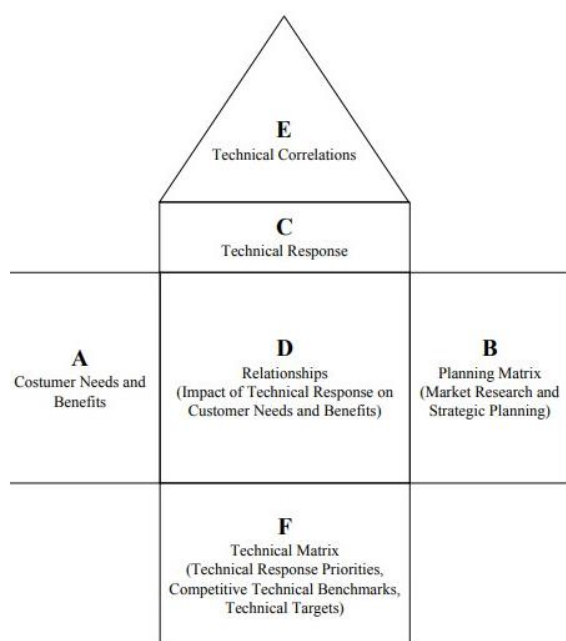 E
Technical Correlations
C
Technical Response
A
Costumer Needs and
Benefits
D
Relationships
(Impact of Technical Response on
Customer Needs and Benefits)
B
Planning Matrix
(Market Research and
Strategic Planning)
F
Technical Matrix
(Technical Response Priorities,
Competitive Technical Benchmarks,
Technical Targets)